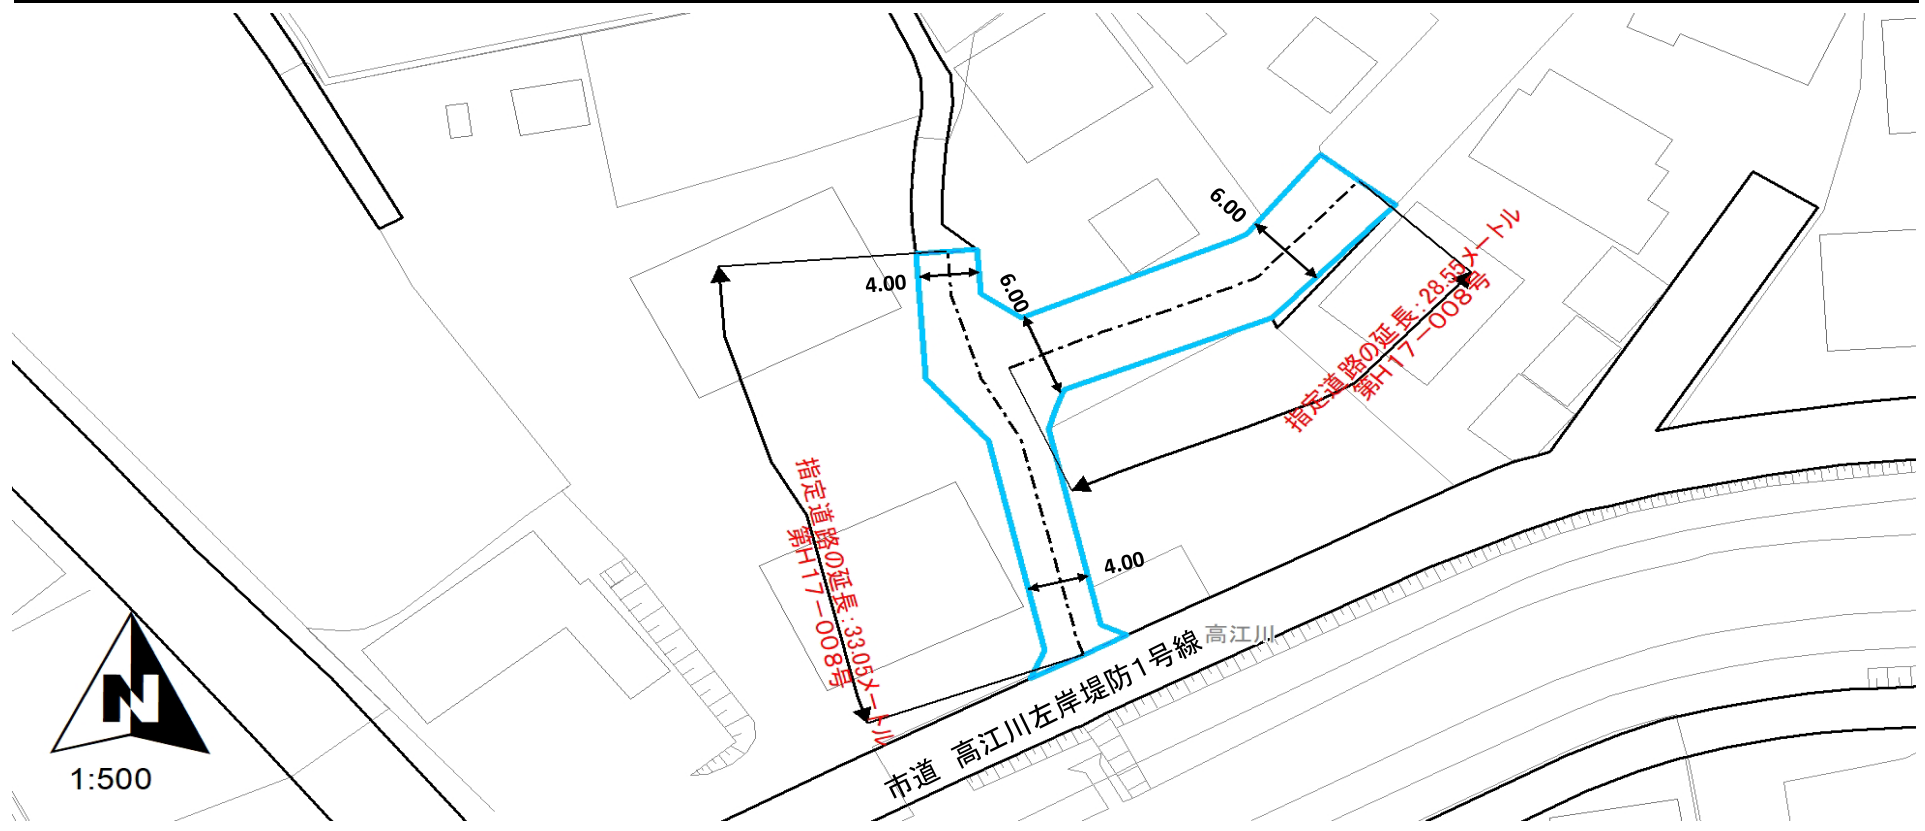 6.00
4.00
6.00
指定道路の延長:28.55メートル
第H17-008号
指定道路の延長:33.05メートル
第H17-008号
4.00
高江川
市道 高江川左岸堤防1号線
N
1:500